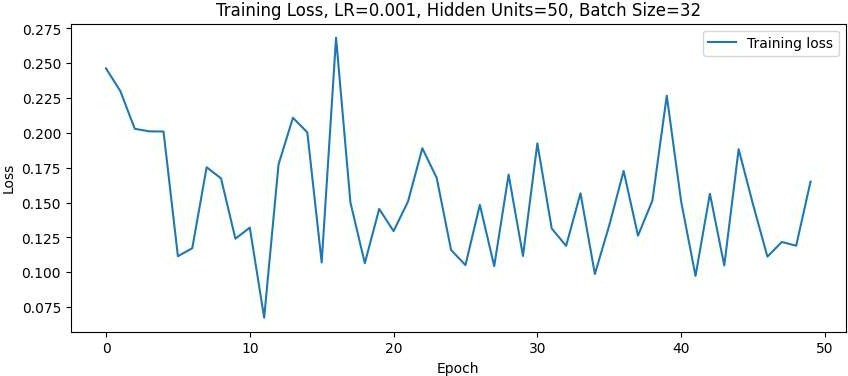 Training Loss, LR=0.001, Hidden Units=50, Batch Size=32
Training loss
0.275
0.250
0.225
0.200
0.175
0.150
0.125
0.100
0.075
Loss
0 10 20 30 40 50
Epoch